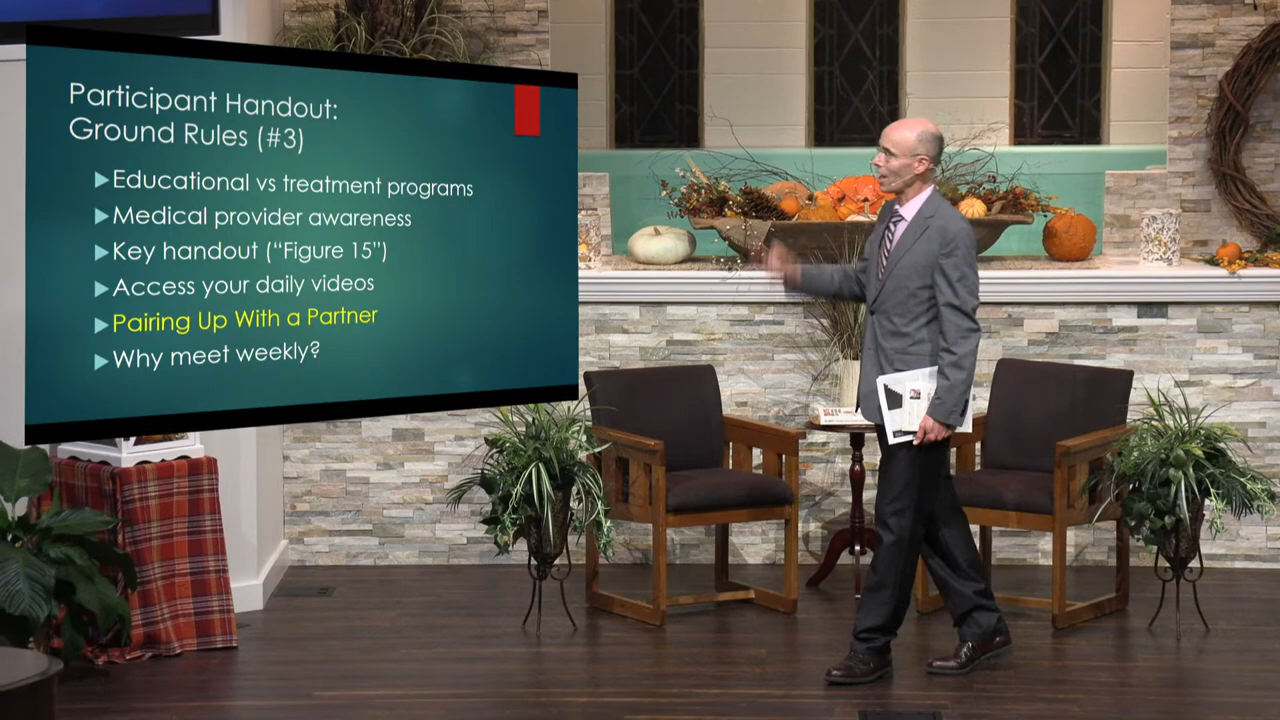 Participant Handout:
Ground Rules (#3)
Educational vs treatment programs
Medical provider awareness
Key handout (“Figure 15”)
Access your daily videos
Pairing Up With a Partner
Why meet weekly?